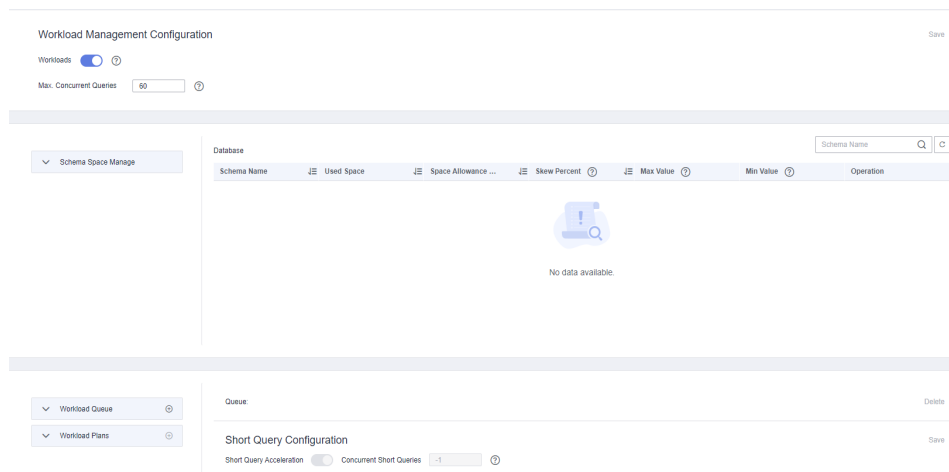 Workload Management Configuration
Save
Workloads
Max. Concurrent Queries 60
Schema Space Manage
Database
Schema Name
Schema Name Used Space Space Allowance ... Skew Percent Max Value Min Value Operation
No data available.
Workload Queue
Workload Plans
Queue:
Delete
Short Query Configuration
Save
Short Query Acceleration Concurrent Short Queries -1